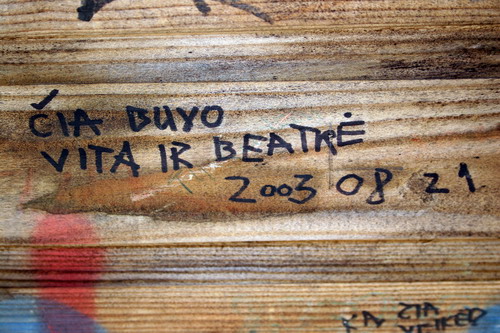 ČIA BUVO
VITA IR BEATRĖ
2003 08 21